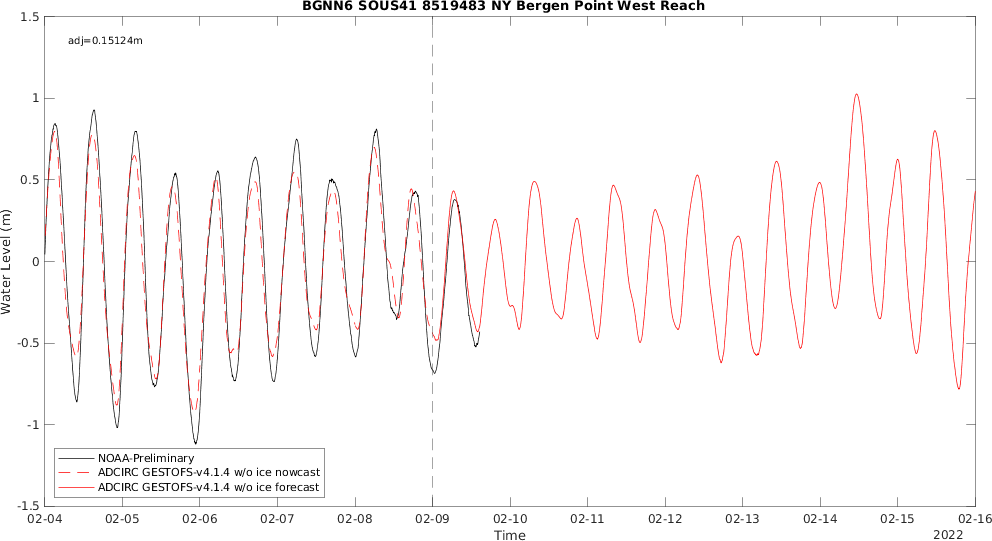 BGNN6 SOUS41 8519483 NY Bergen Point West Reach
adj=0.15124m
1.5
1
0.5
0
-0.5
-1
-1.5
Water Level (m)
NOAA-Preliminary
ADCIRC GESTOFS-v4.1.4 w/o ice nowcast
ADCIRC GESTOFS-v4.1.4 w/o ice forecast
02-04 02-05 02-06 02-07 02-08 02-09 02-10 02-11 02-12 02-13 02-14 02-15 02-16
Time
2022